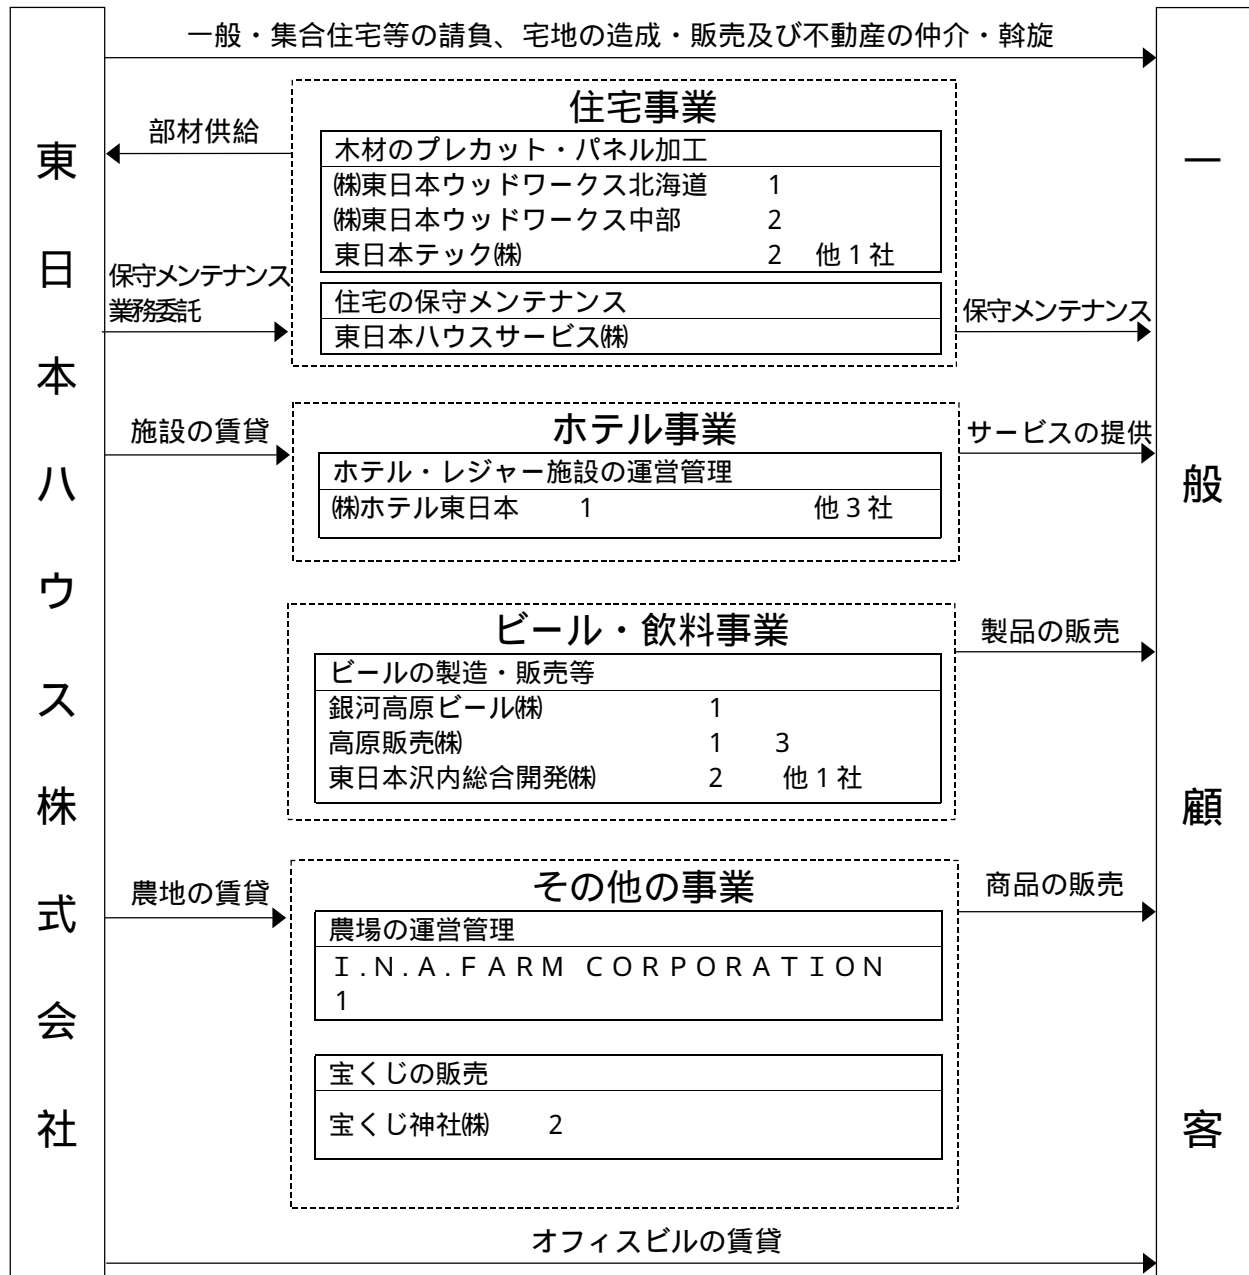 一般・集合住宅等の請負、宅地の造成・販売及び不動産の仲介・斡旋
東日本ハウス株式会社
一般顧客
部材供給
保守メンテナンス
業務委託
住宅事業
木材のプレカット・パネル加工
㈱東日本ウッドワークス北海道 1
㈱東日本ウッドワークス中部 2
東日本テック㈱ 2 他1社
住宅の保守メンテナンス
東日本ハウスサービス㈱
保守メンテナンス
施設の賃貸
ホテル事業
ホテル・レジャー施設の運営管理
㈱ホテル東日本 1 他3社
サービスの提供
ビール・飲料事業
ビールの製造・販売等
銀河高原ビール㈱ 1
高原販売㈱ 1 3
東日本沢内総合開発㈱ 2 他1社
製品の販売
農地の賃貸
その他の事業
農場の運営管理
I.N.A.FARM CORPORATION
1
宝くじの販売
宝くじ神社㈱ 2
商品の販売
オフィスビルの賃貸